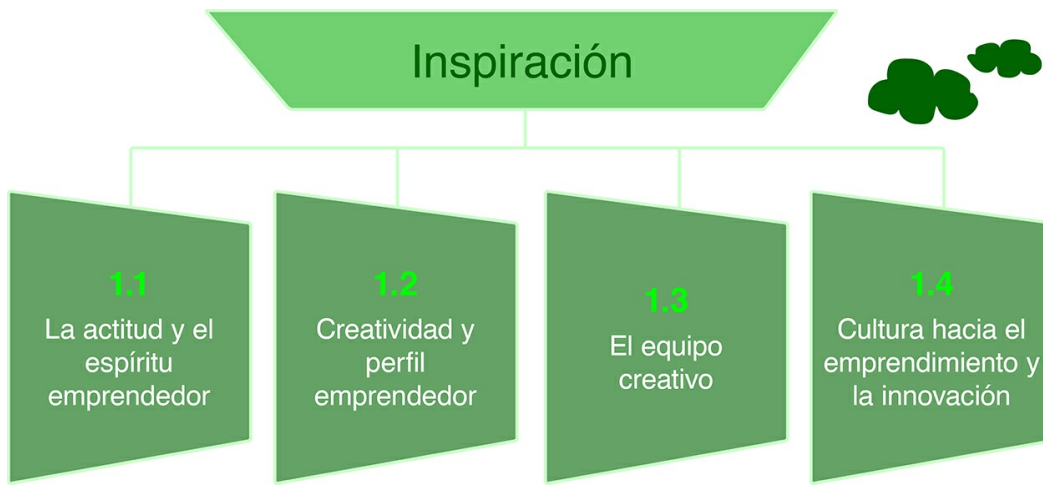 Inspiración
1.1
La actitud y el
espíritu
emprendedor
1.2
Creatividad y
perfil
emprendedor
1.3
El equipo
creativo
1.4
Cultura hacia el
emprendimiento y
la innovación